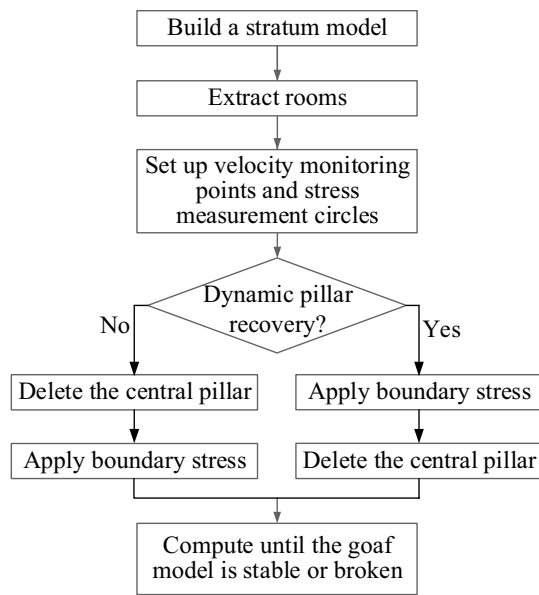 Build a stratum model
Extract rooms
Set up velocity monitoring
points and stress
measurement circles
Dynamic pillar
recovery?
No
Yes
Delete the central pillar
Apply boundary stress
Apply boundary stress
Delete the central pillar
Compute until the goaf
model is stable or broken